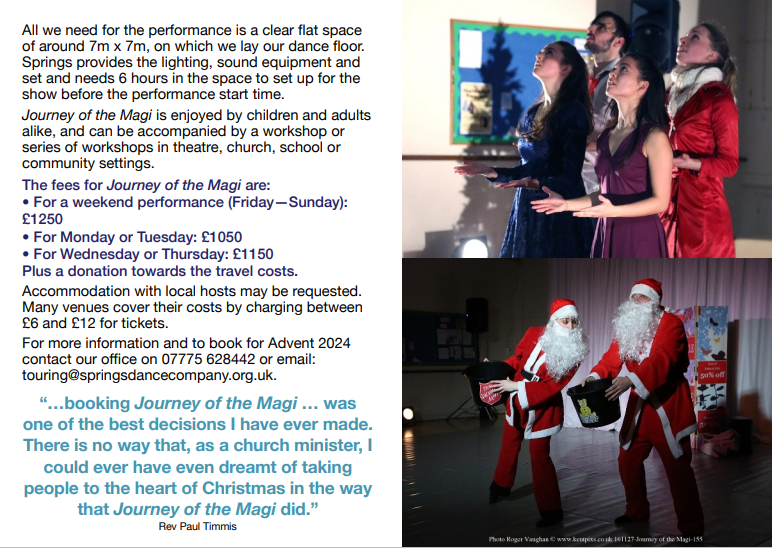 All we need for the performance is a clear flat space
of around 7m x 7m, on which we lay our dance floor.
Springs provides the lighting, sound equipment and
set and needs 6 hours in the space to set up for the
show before the performance start time.
Journey of the Magi is enjoyed by children and adults
alike, and can be accompanied by a workshop or
series of workshops in theatre, church, school or
community settings.
The fees for Journey of the Magi are:
• For a weekend performance (Friday—Sunday):
£1250
• For Monday or Tuesday: £1050
• For Wednesday or Thursday: £1150
Plus a donation towards the travel costs.
Accommodation with local hosts may be requested.
Many venues cover their costs by charging between
£6 and £12 for tickets.
For more information and to book for Advent 2024
contact our office on 07775 628442 or email:
touring@springsdancecompany.org.uk.
“…booking Journey of the Magi … was
one of the best decisions I have ever made.
There is no way that, as a church minister, I
could ever have even dreamt of taking
people to the heart of Christmas in the way
that Journey of the Magi did.”
Rev Paul Timmis
50% off
Photo Roger Vaughan © www.kentpixs.co.uk 161127-Journey of the Magi-155